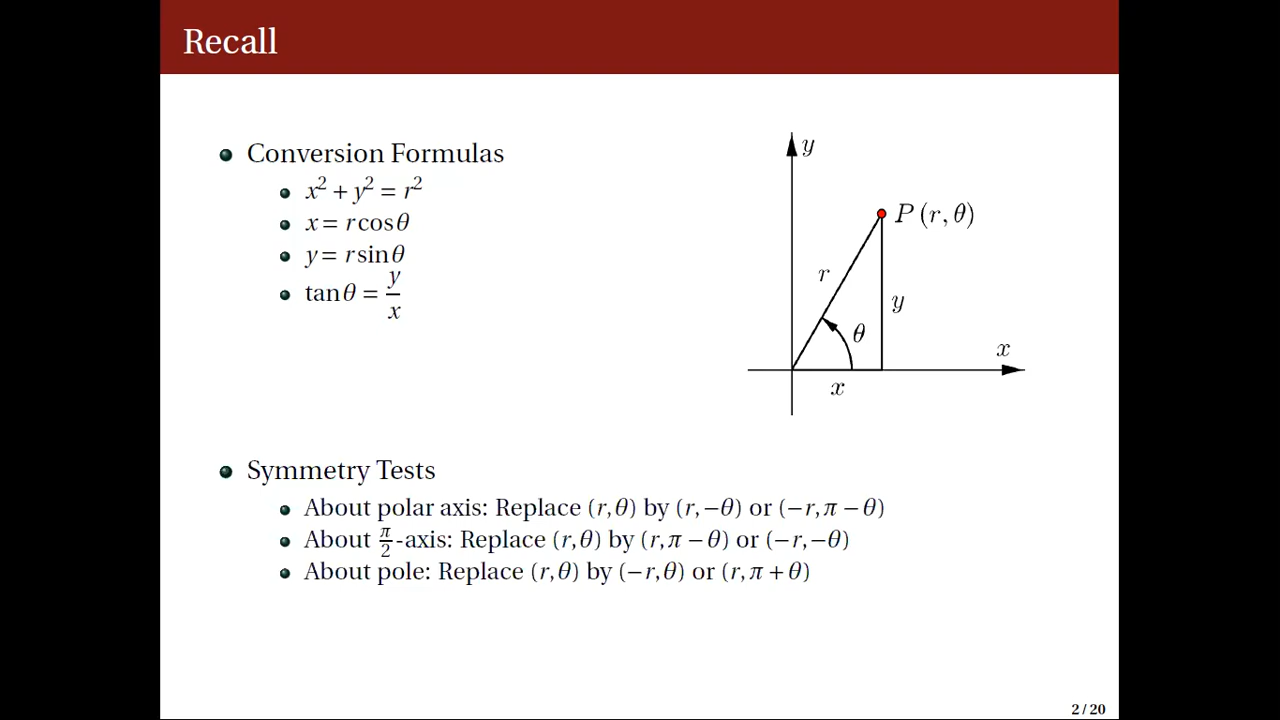 Recall
Conversion Formulas
x² + y² = r²
x = r cos θ
y = r sin θ
tan θ = y/x
y
P (r, θ)
r
y
θ
x
x
Symmetry Tests
About polar axis: Replace (r, θ) by (r, −θ) or (−r, π − θ)
About π/2-axis: Replace (r, θ) by (r, π − θ) or (−r, −θ)
About pole: Replace (r, θ) by (−r, θ) or (r, π + θ)
2 / 20